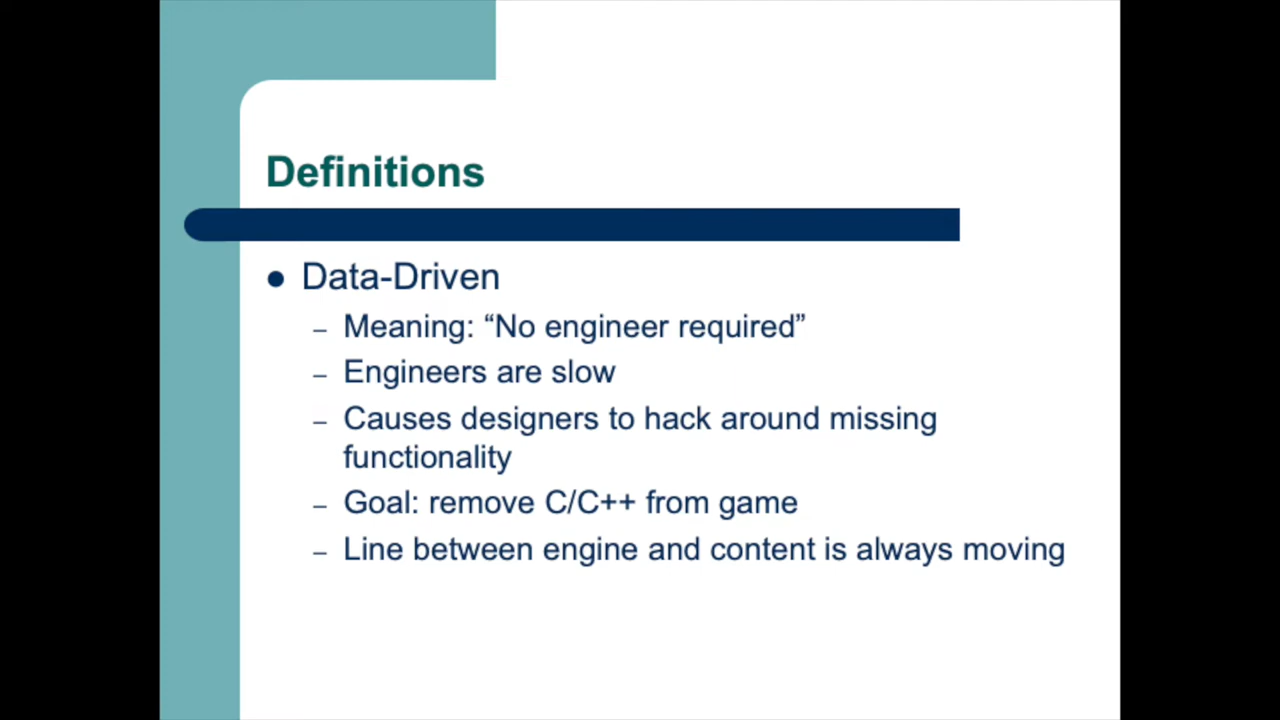 Definitions
● Data-Driven
– Meaning: “No engineer required”
– Engineers are slow
– Causes designers to hack around missing
functionality
– Goal: remove C/C++ from game
– Line between engine and content is always moving